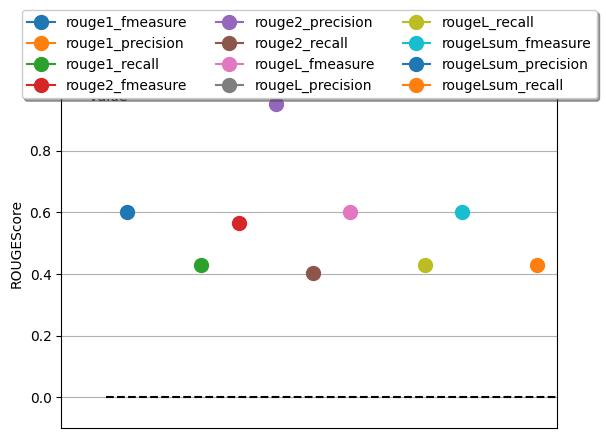 rouge1_fmeasure
rouge1_precision
rouge1_recall
rouge2_fmeasure
rouge2_precision
rouge2_recall
rougeL_fmeasure
rougeL_precision
rougeL_recall
rougeLsum_fmeasure
rougeLsum_precision
rougeLsum_recall
0.8
0.6
0.4
0.2
0.0
ROUGEScore